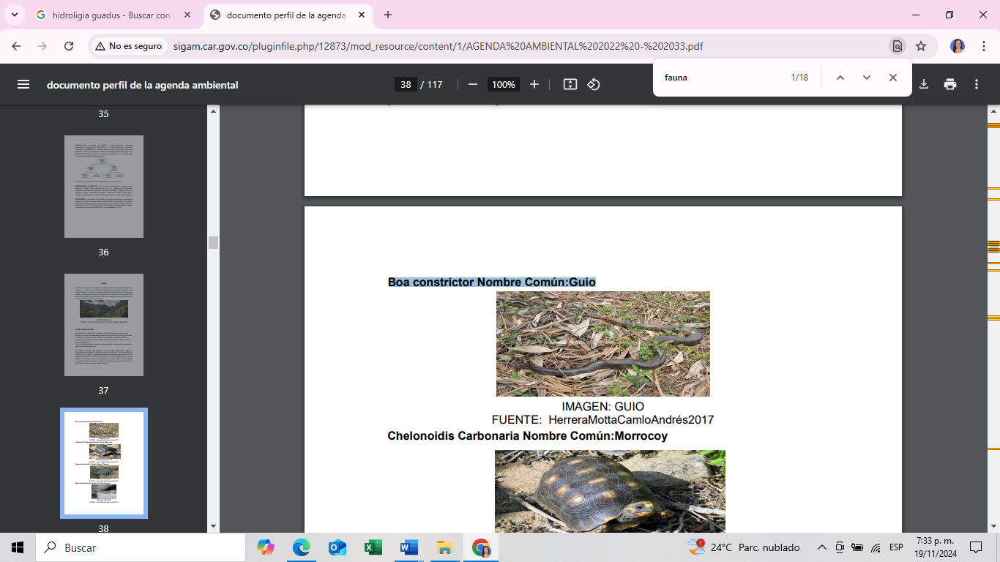 hidroligia guadus - Buscar con
documento perfil de la agenda
No es seguro
sigam.car.gov.co/pluginfile.php/12873/mod_resource/content/1/AGENDA%20AMBIENTAL%202022%20-%202033.pdf
fauna
1/18
documento perfil de la agenda ambiental
38 / 117
100%
35
36
37
38
Boa constrictor Nombre Común:Guio
IMAGEN: GUIO
FUENTE: HerreraMottaCamloAndrés2017
Chelonoidis Carbonaria Nombre Común:Morrocoy
Buscar
1
24°C Parc. nublado
ESP
7:33 p. m.
19/11/2024